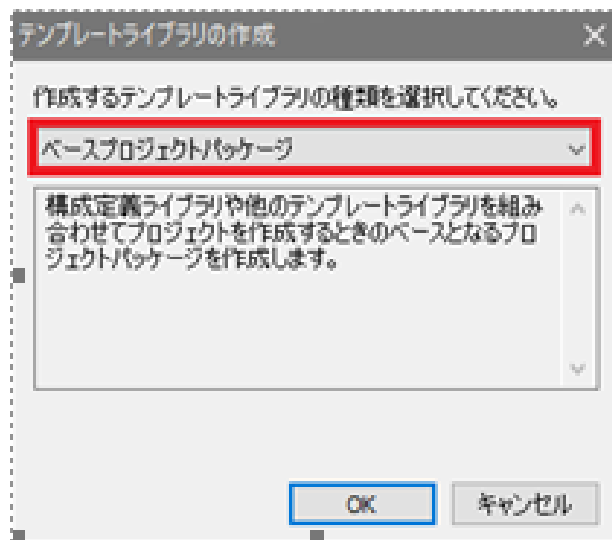 テンプレートライブラリの作成
作成するテンプレートライブラリの種類を選択してください。
ベースプロジェクトパッケージ
構成定義ライブラリや他のテンプレートライブラリを組み
合わせてプロジェクトを作成するときのベースとなるプロ
ジェクトパッケージを作成します。
OK
キャンセル